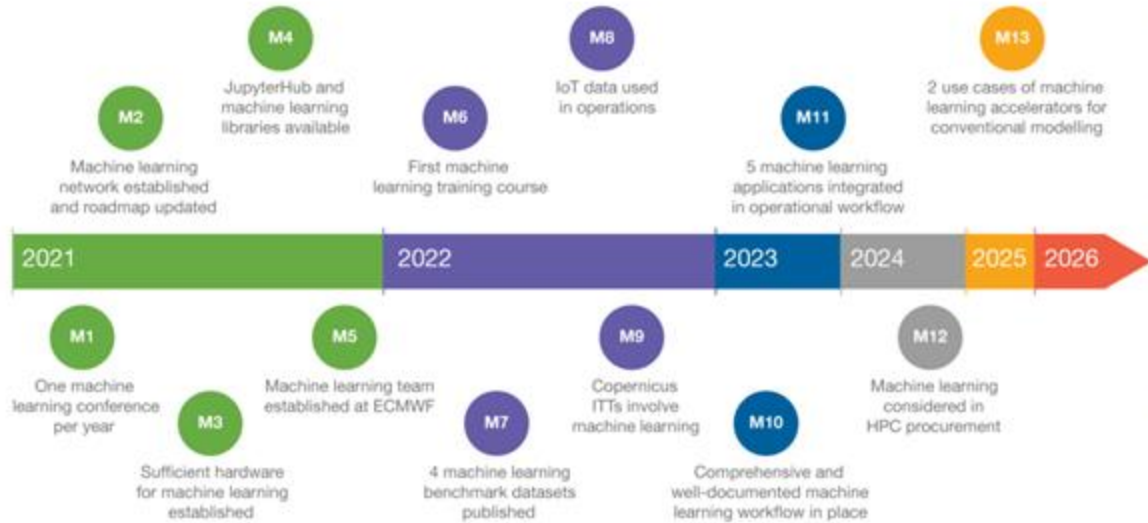 M4
JupyterHub and
machine learning
libraries available
M8
IoT data used
in operations
M13
2 use cases of machine
learning accelerators for
conventional modelling
M2
Machine learning
network established
and roadmap updated
M6
First machine
learning training course
M11
5 machine learning
applications integrated
in operational workflow
2021
2022
2023
2024
2025
2026
M1
One machine
learning conference
per year
M5
Machine learning team
established at ECMWF
M9
Copernicus
ITTs involve
machine learning
M12
Machine learning
considered in
HPC procurement
M3
Sufficient hardware
for machine learning
established
M7
4 machine learning
benchmark datasets
published
M10
Comprehensive and
well-documented machine
learning workflow in place